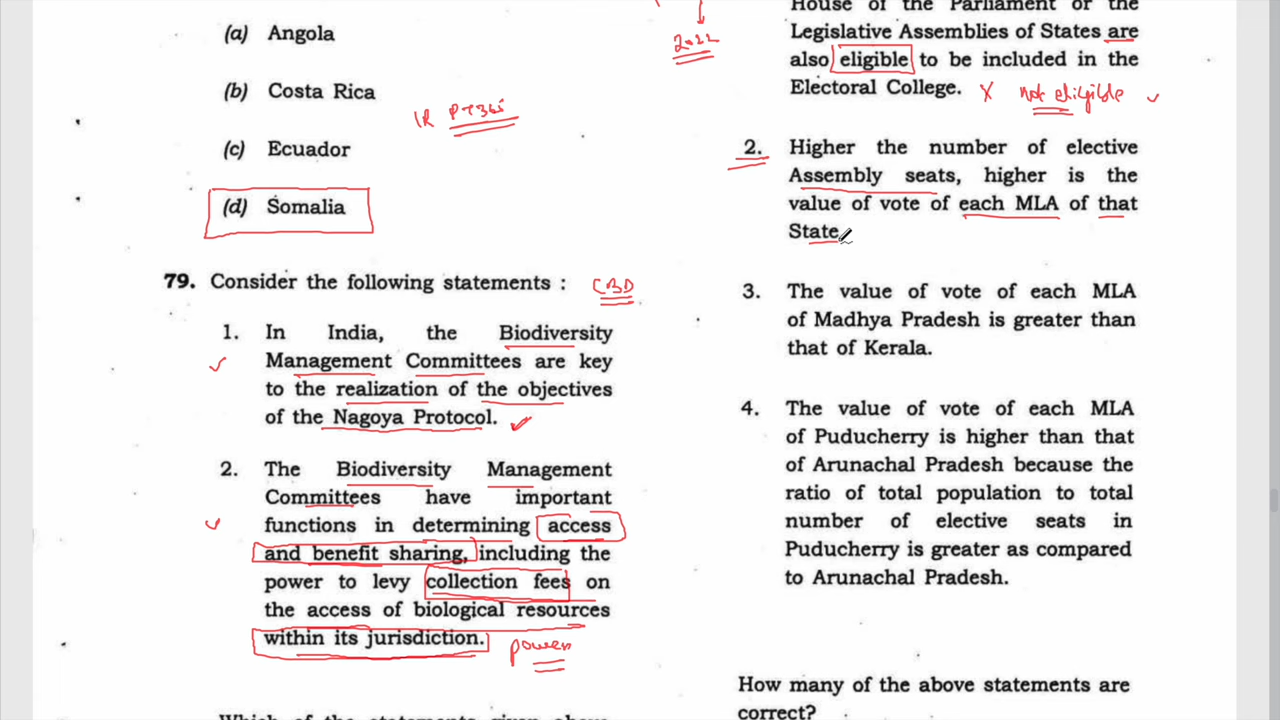 (a) Angola
(b) Costa Rica
IR PT365
(c) Ecuador
(d) Somalia
79. Consider the following statements :
CBD
1. In India, the Biodiversity
Management Committees are key
to the realization of the objectives
of the Nagoya Protocol.
2. The Biodiversity Management
Committees have important
functions in determining access
and benefit sharing, including the
power to levy collection fees on
the access of biological resources
within its jurisdiction.
power
Which of the statements given above
2022
House of the Parliament or the
Legislative Assemblies of States are
also eligible to be included in the
Electoral College. X not eligible
2. Higher the number of elective
Assembly seats, higher is the
value of vote of each MLA of that
State.
3. The value of vote of each MLA
of Madhya Pradesh is greater than
that of Kerala.
4. The value of vote of each MLA
of Puducherry is higher than that
of Arunachal Pradesh because the
ratio of total population to total
number of elective seats in
Puducherry is greater as compared
to Arunachal Pradesh.
How many of the above statements are
correct?